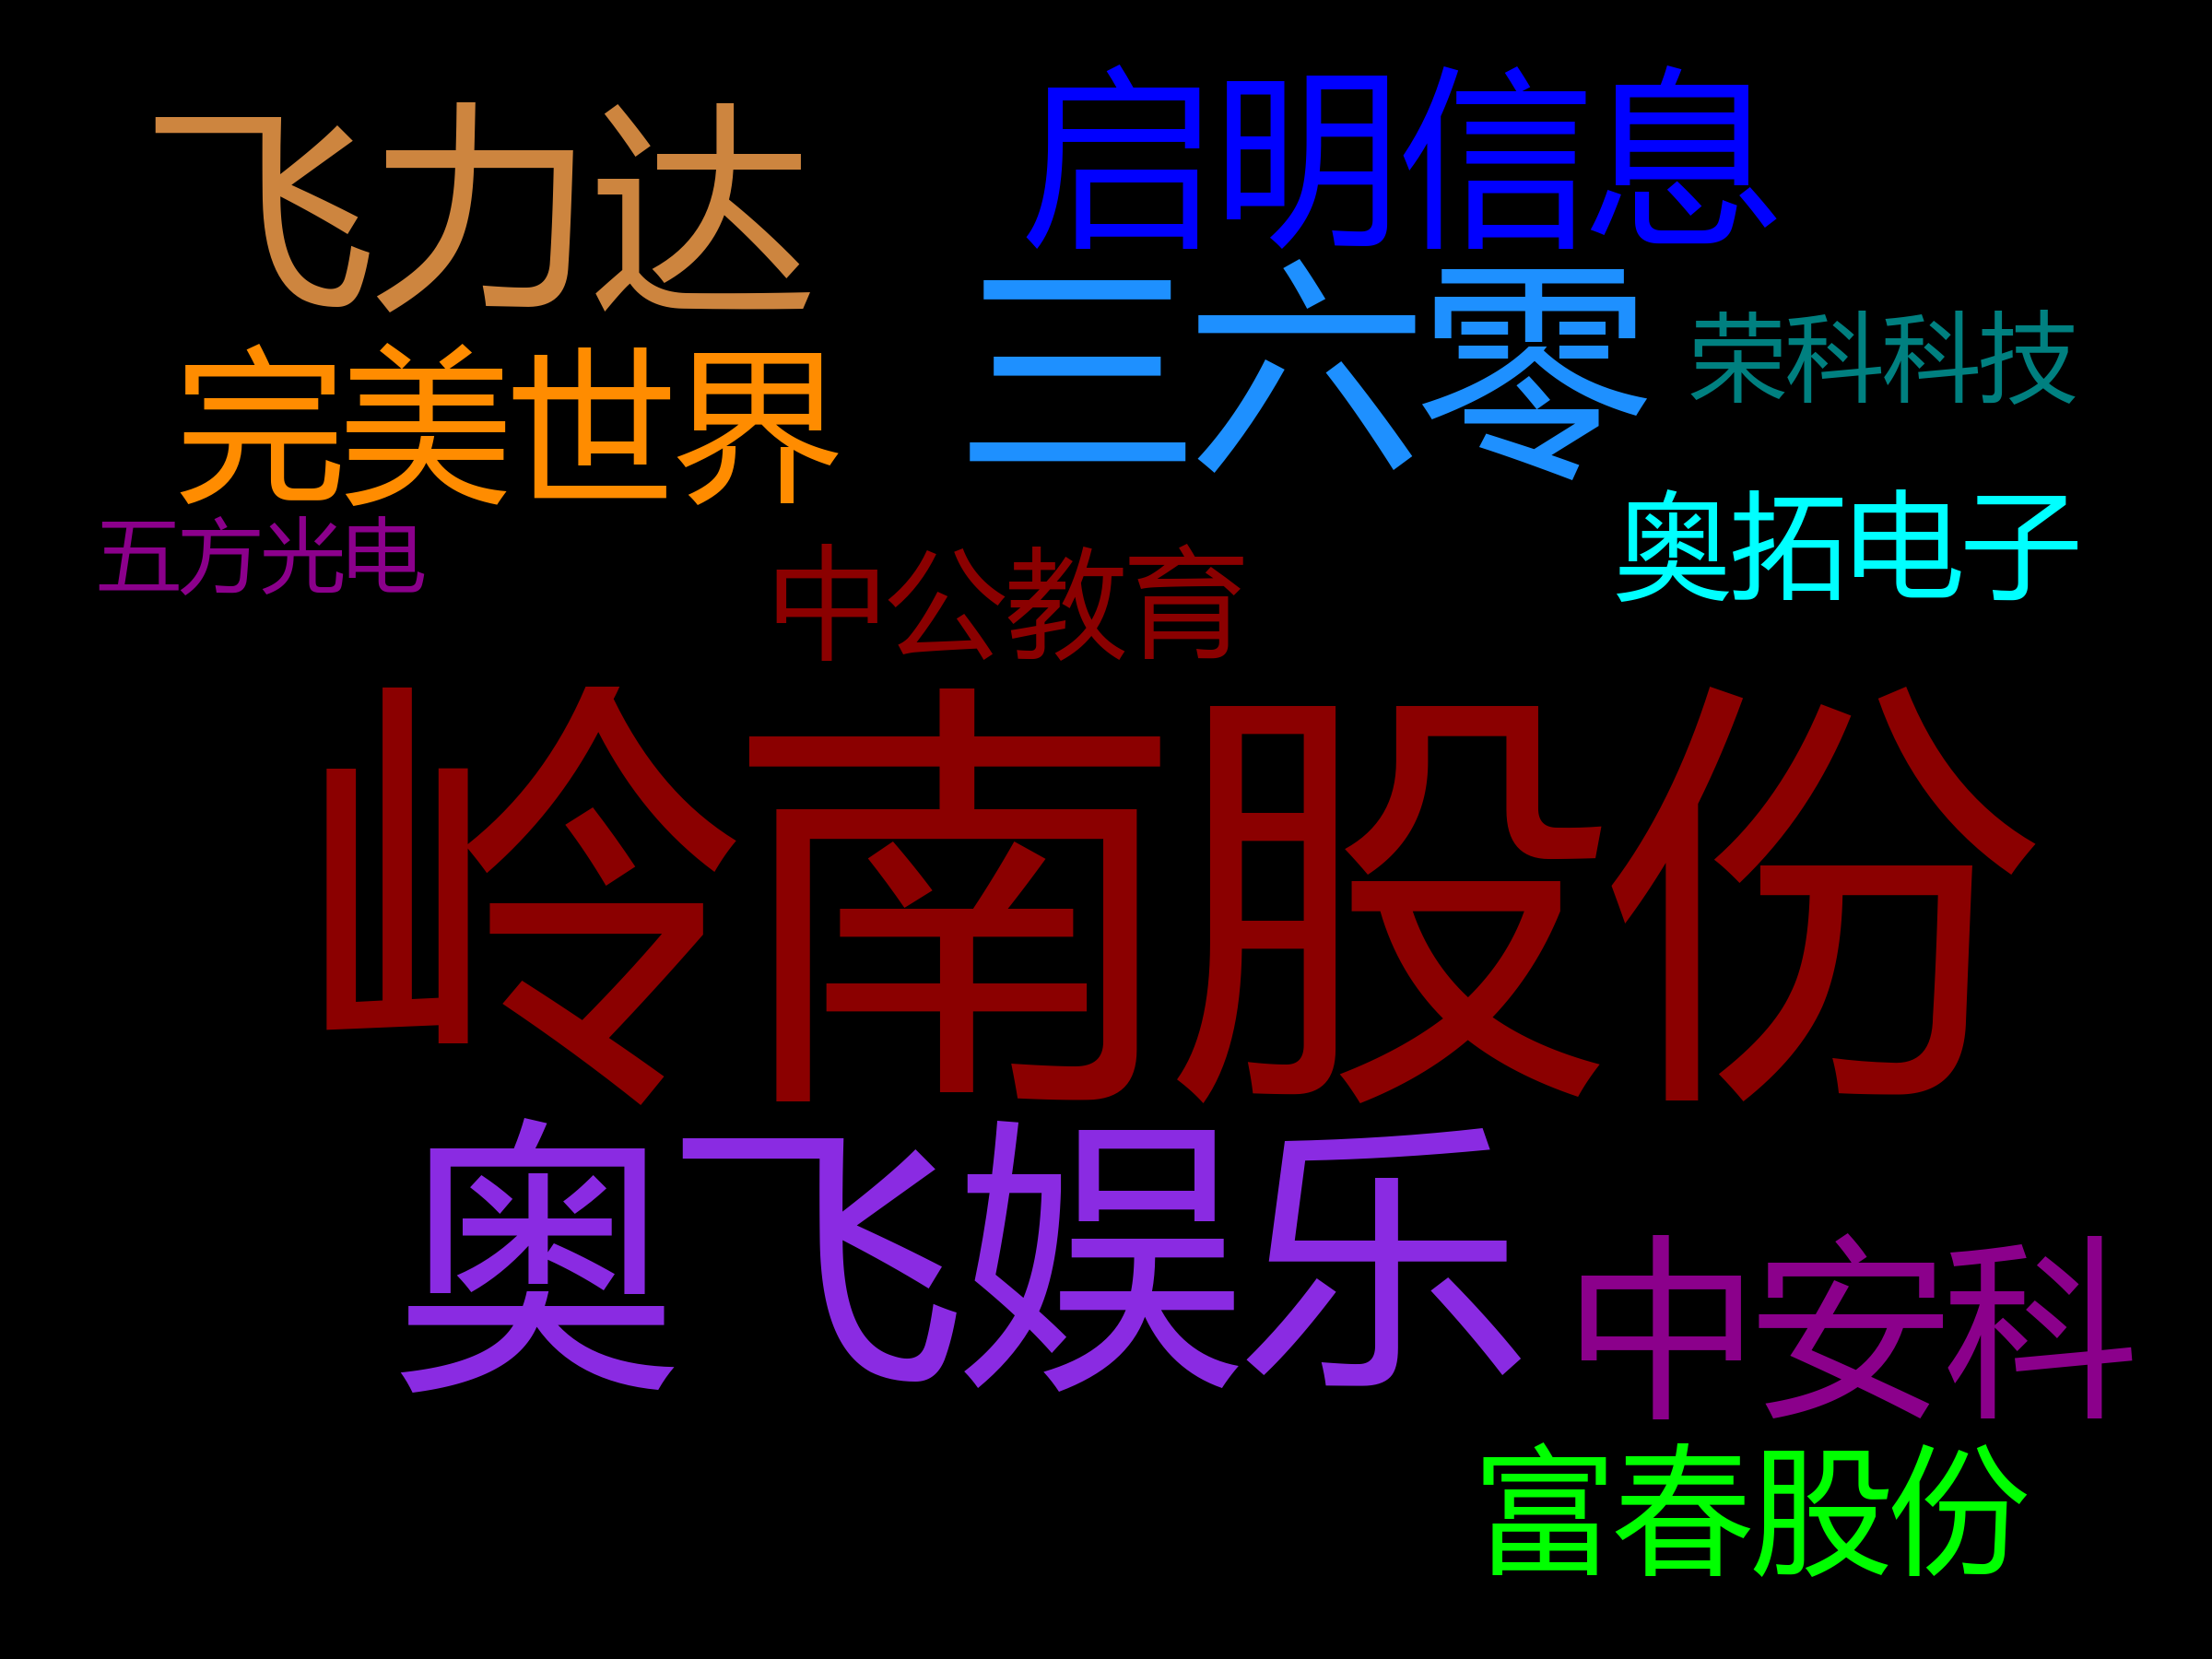 飞力达
启明信息
三六零
荣科科技
完美世界
五方光电
奥拓电子
中公教育
岭南股份
奥飞娱乐
中安科
富春股份